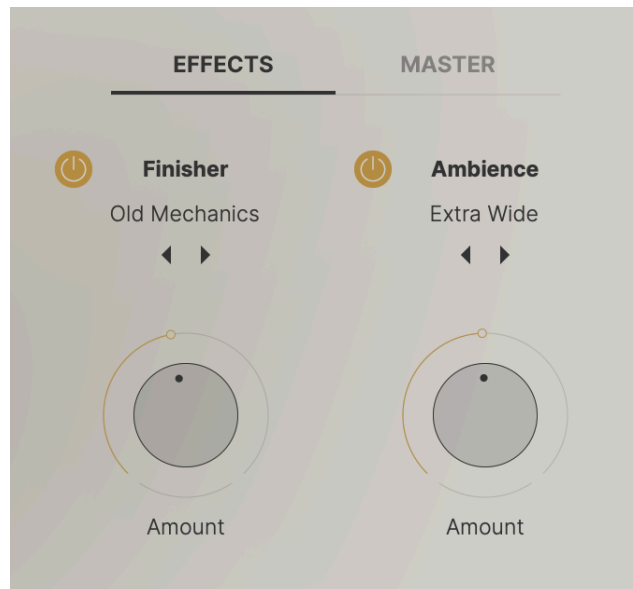 EFFECTS MASTER
Finisher
Old Mechanics
Amount
Ambience
Extra Wide
Amount